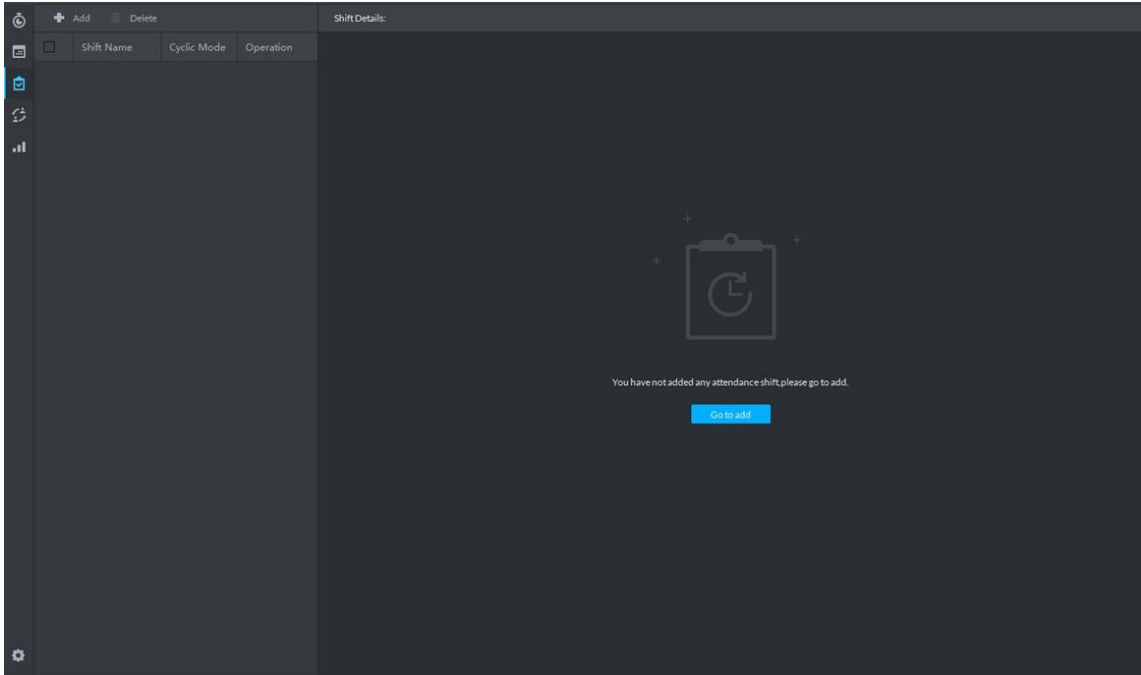 Add Delete
Shift Details:
Shift Name Cyclic Mode Operation
You have not added any attendance shift,please go to add.
Go to add